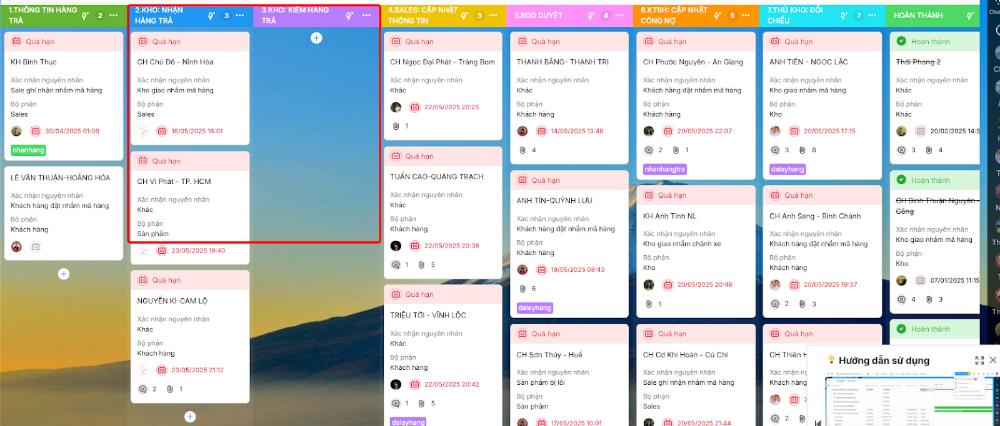 1.THÔNG TIN HÀNG
TRẢ
2
2.KHO: NHẬN
HÀNG TRẢ
3
3.KHO: KIỂM HÀNG
TRẢ
4.SALES: CẬP NHẬT
THÔNG TIN
3
5.BOD DUYỆT
4
6.KTBH: CẬP NHẬT
CÔNG NỢ
5
7.THỦ KHO: ĐỐI
CHIẾU
7
HOÀN THÀNH
Quá hạn
KH Bình Thục
Xác nhận nguyên nhân
Sale ghi nhận nhầm mã hàng
Bộ phận
Sales
30/04/2025 01:06
nhanhang
LÊ VĂN THUẬN-HOẰNG HÓA
Xác nhận nguyên nhân
Khách hàng đặt nhầm mã hàng
Bộ phận
Khách hàng
Quá hạn
CH Chú Đô - Ninh Hòa
Xác nhận nguyên nhân
Kho giao nhầm mã hàng
Bộ phận
Sales
16/05/2025 18:01
Quá hạn
CH Vi Phát - TP. HCM
Xác nhận nguyên nhân
Khác
Bộ phận
Sản phẩm
23/05/2025 19:40
Quá hạn
NGUYỄN KÌ-CAM LỘ
Xác nhận nguyên nhân
Khác
Bộ phận
Khách hàng
23/05/2025 21:12
2 1
Quá hạn
CH Ngọc Đại Phát - Trảng Bom
Xác nhận nguyên nhân
Khác
22/05/2025 20:25
1
Quá hạn
TUẤN CAO-QUẢNG TRẠCH
Xác nhận nguyên nhân
Khác
Bộ phận
Khách hàng
22/05/2025 20:38
1 5
Quá hạn
TRIỆU TỚI - VĨNH LỘC
Xác nhận nguyên nhân
Khác
Bộ phận
Khách hàng
22/05/2025 20:42
1 5
dalayhang
Quá hạn
THANH BẰNG- THẠNH TRỊ
Xác nhận nguyên nhân
Khác
Bộ phận
Khách hàng
14/05/2025 13:48
4
Quá hạn
ANH TÍN-QUỲNH LƯU
Xác nhận nguyên nhân
Khách hàng đặt nhầm mã hàng
Bộ phận
Khách hàng
19/05/2025 08:43
6
dalayhang
Quá hạn
CH Sơn Thủy - Huế
Xác nhận nguyên nhân
Sản phẩm bị lỗi
Bộ phận
Sản phẩm
17/05/2025 10:01
Quá hạn
CH Phước Nguyên - An Giang
Xác nhận nguyên nhân
Khách hàng đặt nhầm mã hàng
Bộ phận
Khách hàng
20/05/2025 22:07
2 1
nhanhangtra
Quá hạn
KH Anh Tính NL
Xác nhận nguyên nhân
Kho giao nhầm chành xe
Bộ phận
Kho
20/05/2025 20:46
1
Quá hạn
CH Cơ Khí Hoàn - Củ Chi
Xác nhận nguyên nhân
Sale ghi nhận nhầm mã hàng
Bộ phận
Sales
20/05/2025 21:44
Quá hạn
ANH TIÊN - NGỌC LẶC
Xác nhận nguyên nhân
Kho giao nhầm mã hàng
Bộ phận
Kho
20/05/2025 17:15
3 8
dalayhang
Quá hạn
CH Anh Sang - Bình Chánh
Xác nhận nguyên nhân
Khách hàng đặt nhầm mã hàng
Bộ phận
Khách hàng
20/05/2025 19:37
2 3
Quá hạn
CH Thiên H
Xác nhận n
Khách hàng
Bộ phận
Khách hàng
2
2
Hoàn thành
Thời Phong 2
Xác nhận nguyên nhân
Khác
Bộ phận
Khác
20/02/2025 14:5
3 4
Hoàn thành
CH Bình Thuận Nguyên -
Công
Xác nhận nguyên nhân
Kho giao nhầm mã hàng
Bộ phận
Kho
07/01/2025 11:15
4 3
Hoàn thành
Hướng dẫn sử dụng